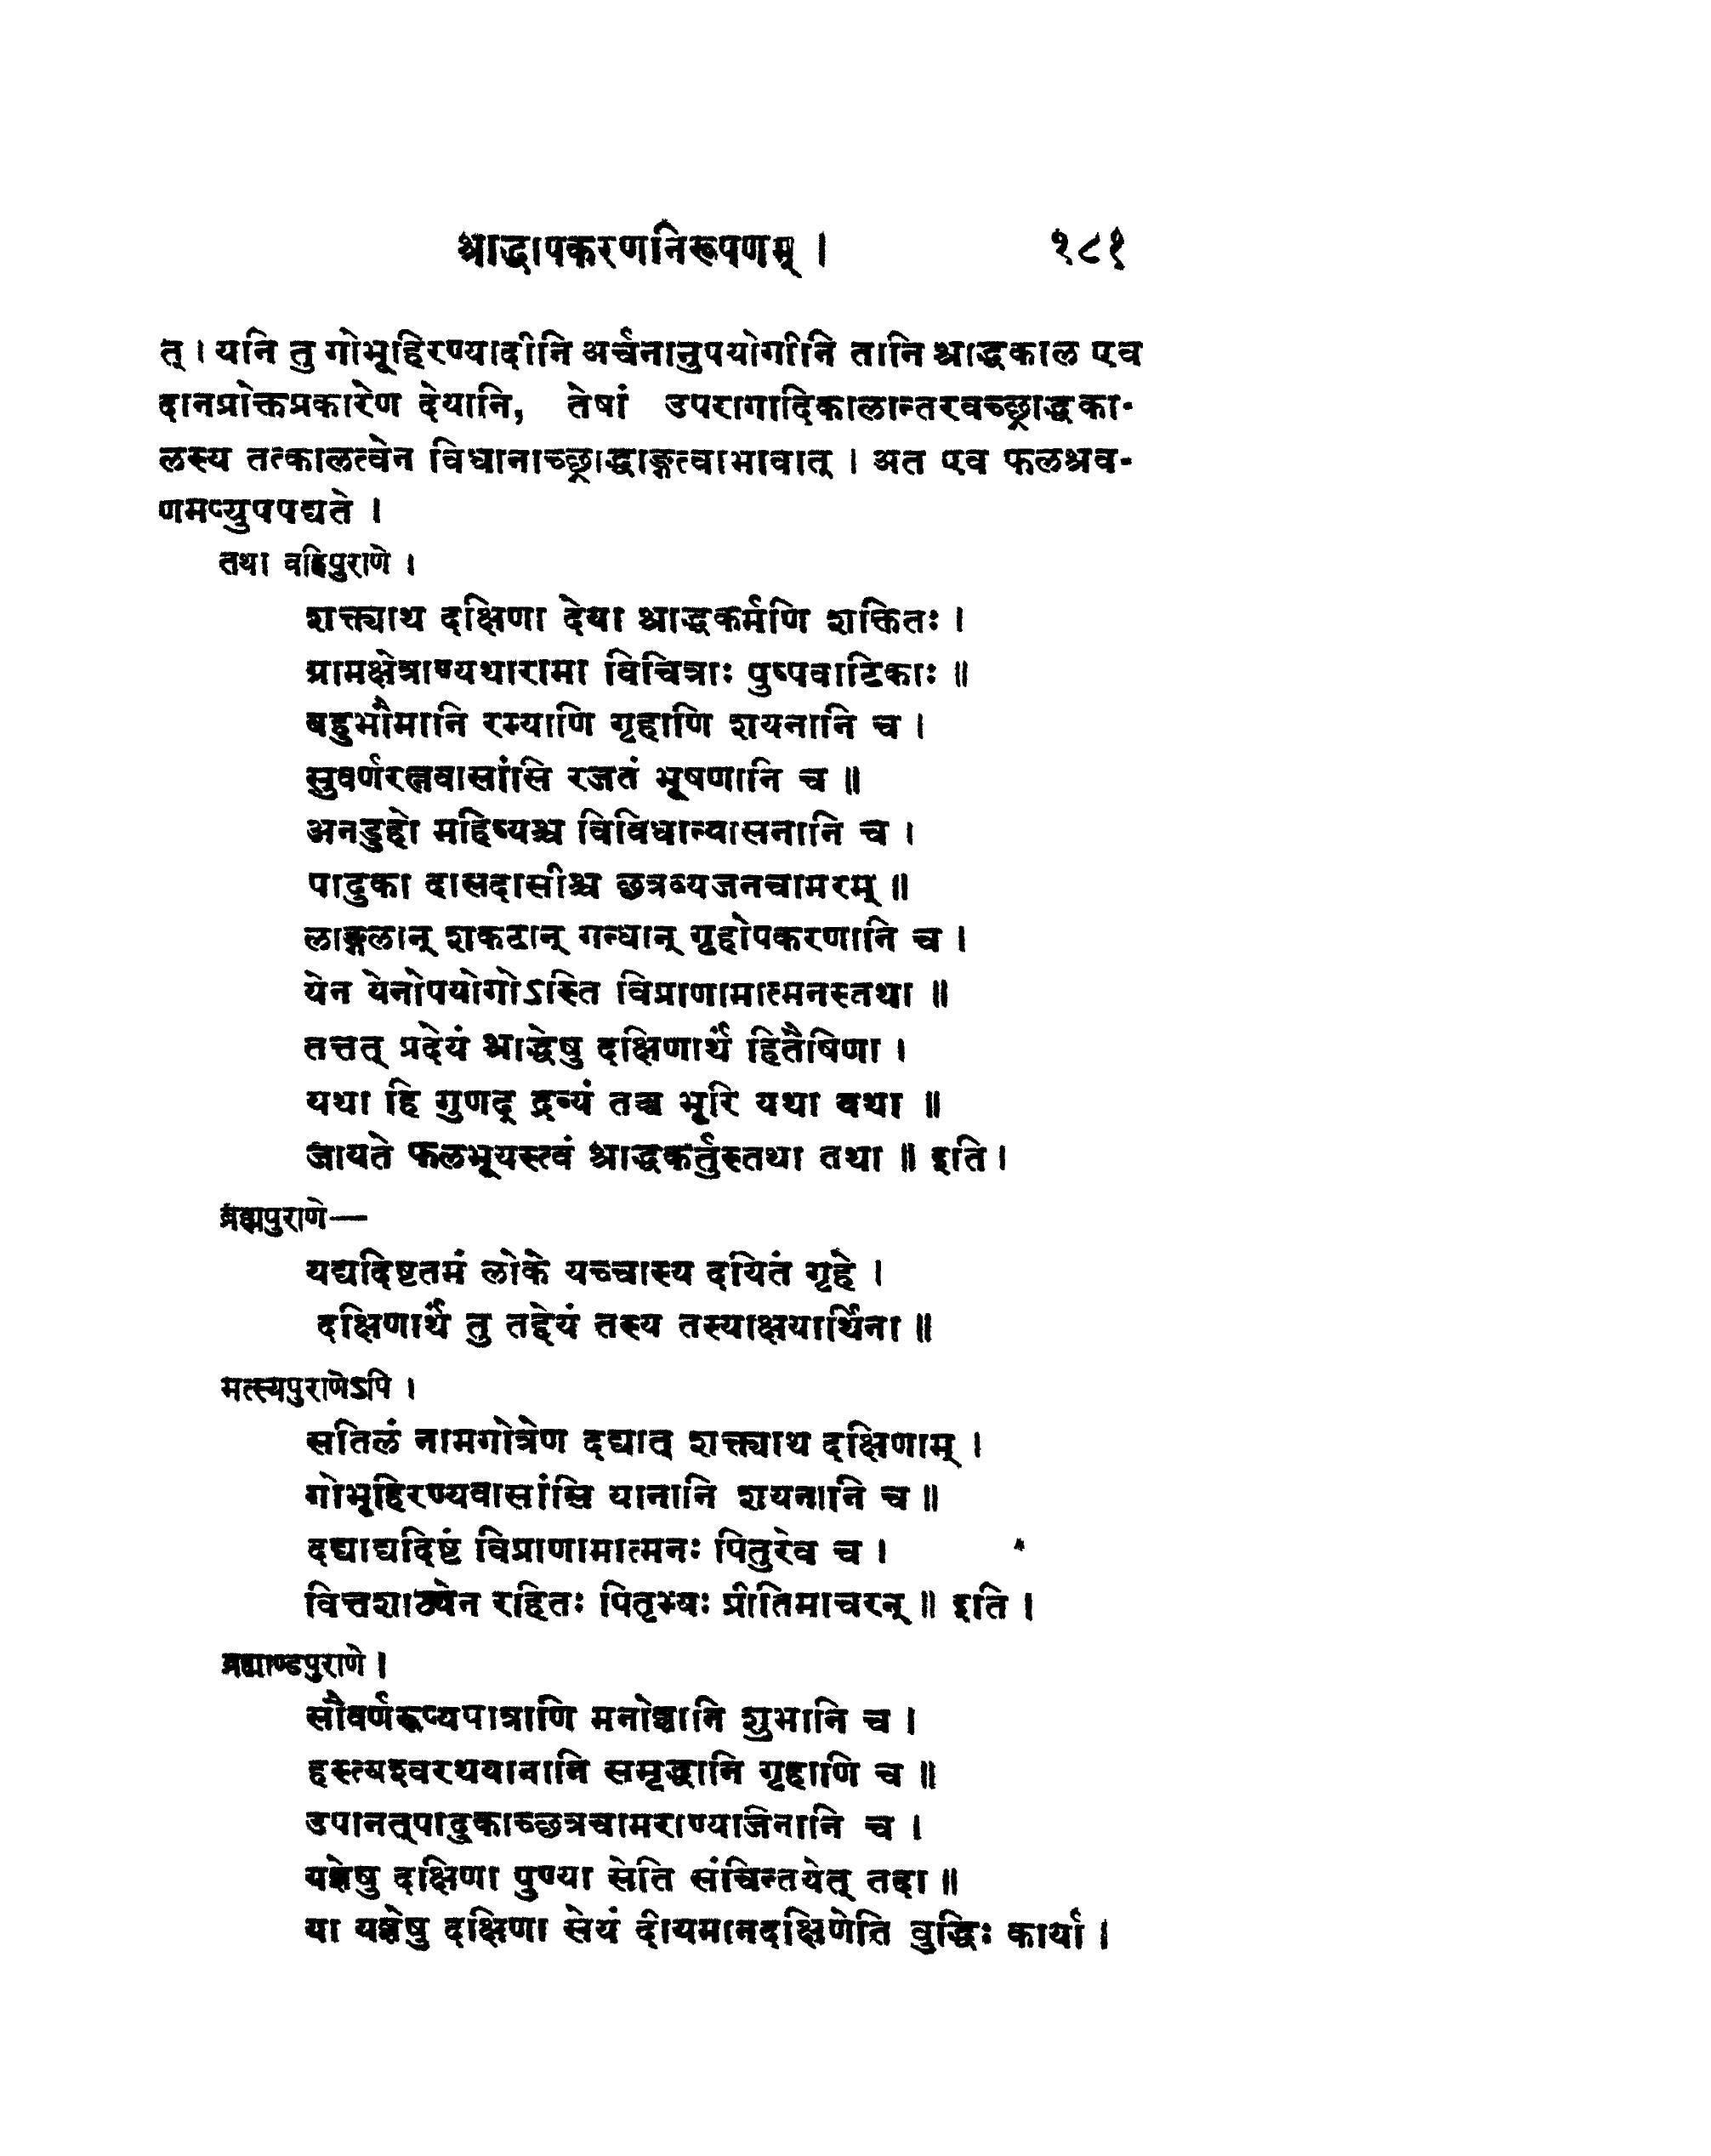 श्राद्धापकरणनिरूपणम् । १८१
त् । यनि तु गोभूहिरण्यादीनि अर्चनानुपयोगीनि तानि श्राद्धकाल एव
दानप्रोक्तप्रकारेण देयानि, तेषां उपरागादिकालान्तरवच्छ्राद्धका-
लस्य तत्कालत्वेन विधानाच्छ्राद्धाङ्गत्वाभावात् । अत एव फलश्रव-
णमप्युपपद्यते ।
तथा वह्निपुराणे ।
शक्त्याथ दक्षिणा देया श्राद्धकर्मणि शक्तितः ।
ग्रामक्षेत्राण्यथारामा विचित्राः पुष्पवाटिकाः ॥
बहुभौमानि रम्याणि गृहाणि शयनानि च ।
सुवर्णरत्नवासांसि रजतं भूषणानि च ॥
अनडुहो महिष्यश्च विविधान्यासनानि च ।
पादुका दासदासीश्च छत्रव्यजनचामरम् ॥
लाङ्गलान् शकटान् गन्धान् गृहोपकरणानि च ।
येन येनोपयोगोऽस्ति विप्राणामात्मनस्तथा ॥
तत्तत् प्रदेयं श्राद्धेषु दक्षिणार्थं हितैषिणा ।
यथा हि गुणद् द्रव्यं तच्च भूरि यथा यथा ॥
जायते फलभूयस्त्वं श्राद्धकर्तुस्तथा तथा ॥ इति ।
ब्रह्मपुराणे—
यद्यदिष्टतमं लोके यच्चास्य दयितं गृहे ।
दक्षिणार्थं तु तद्देयं तस्य तस्याक्षयार्थिना ॥
मत्स्यपुराणेऽपि ।
सतिलं नामगोत्रेण दद्यात् शक्त्याथ दक्षिणाम् ।
गोभूहिरण्यवासांसि यानानि शयनानि च ॥
दद्याद्यदिष्टं विप्राणामात्मनः पितुरेव च ।
वित्तशाठ्येन रहितः पितृभ्यः प्रीतिमाचरन् ॥ इति ।
ब्रह्माण्डपुराणे ।
सौवर्णरूप्यपात्राणि मनोज्ञानि शुभानि च ।
हस्त्यश्वरथयानानि समृद्धानि गृहाणि च ॥
उपानत्पादुकाच्छत्रचामराण्याजिनानि च ।
यज्ञेषु दक्षिणा पुण्या सेति संचिन्तयेत् तदा ॥
या यज्ञेषु दक्षिणा सेयं दीयमानदक्षिणेति वुद्धिः कार्या ।